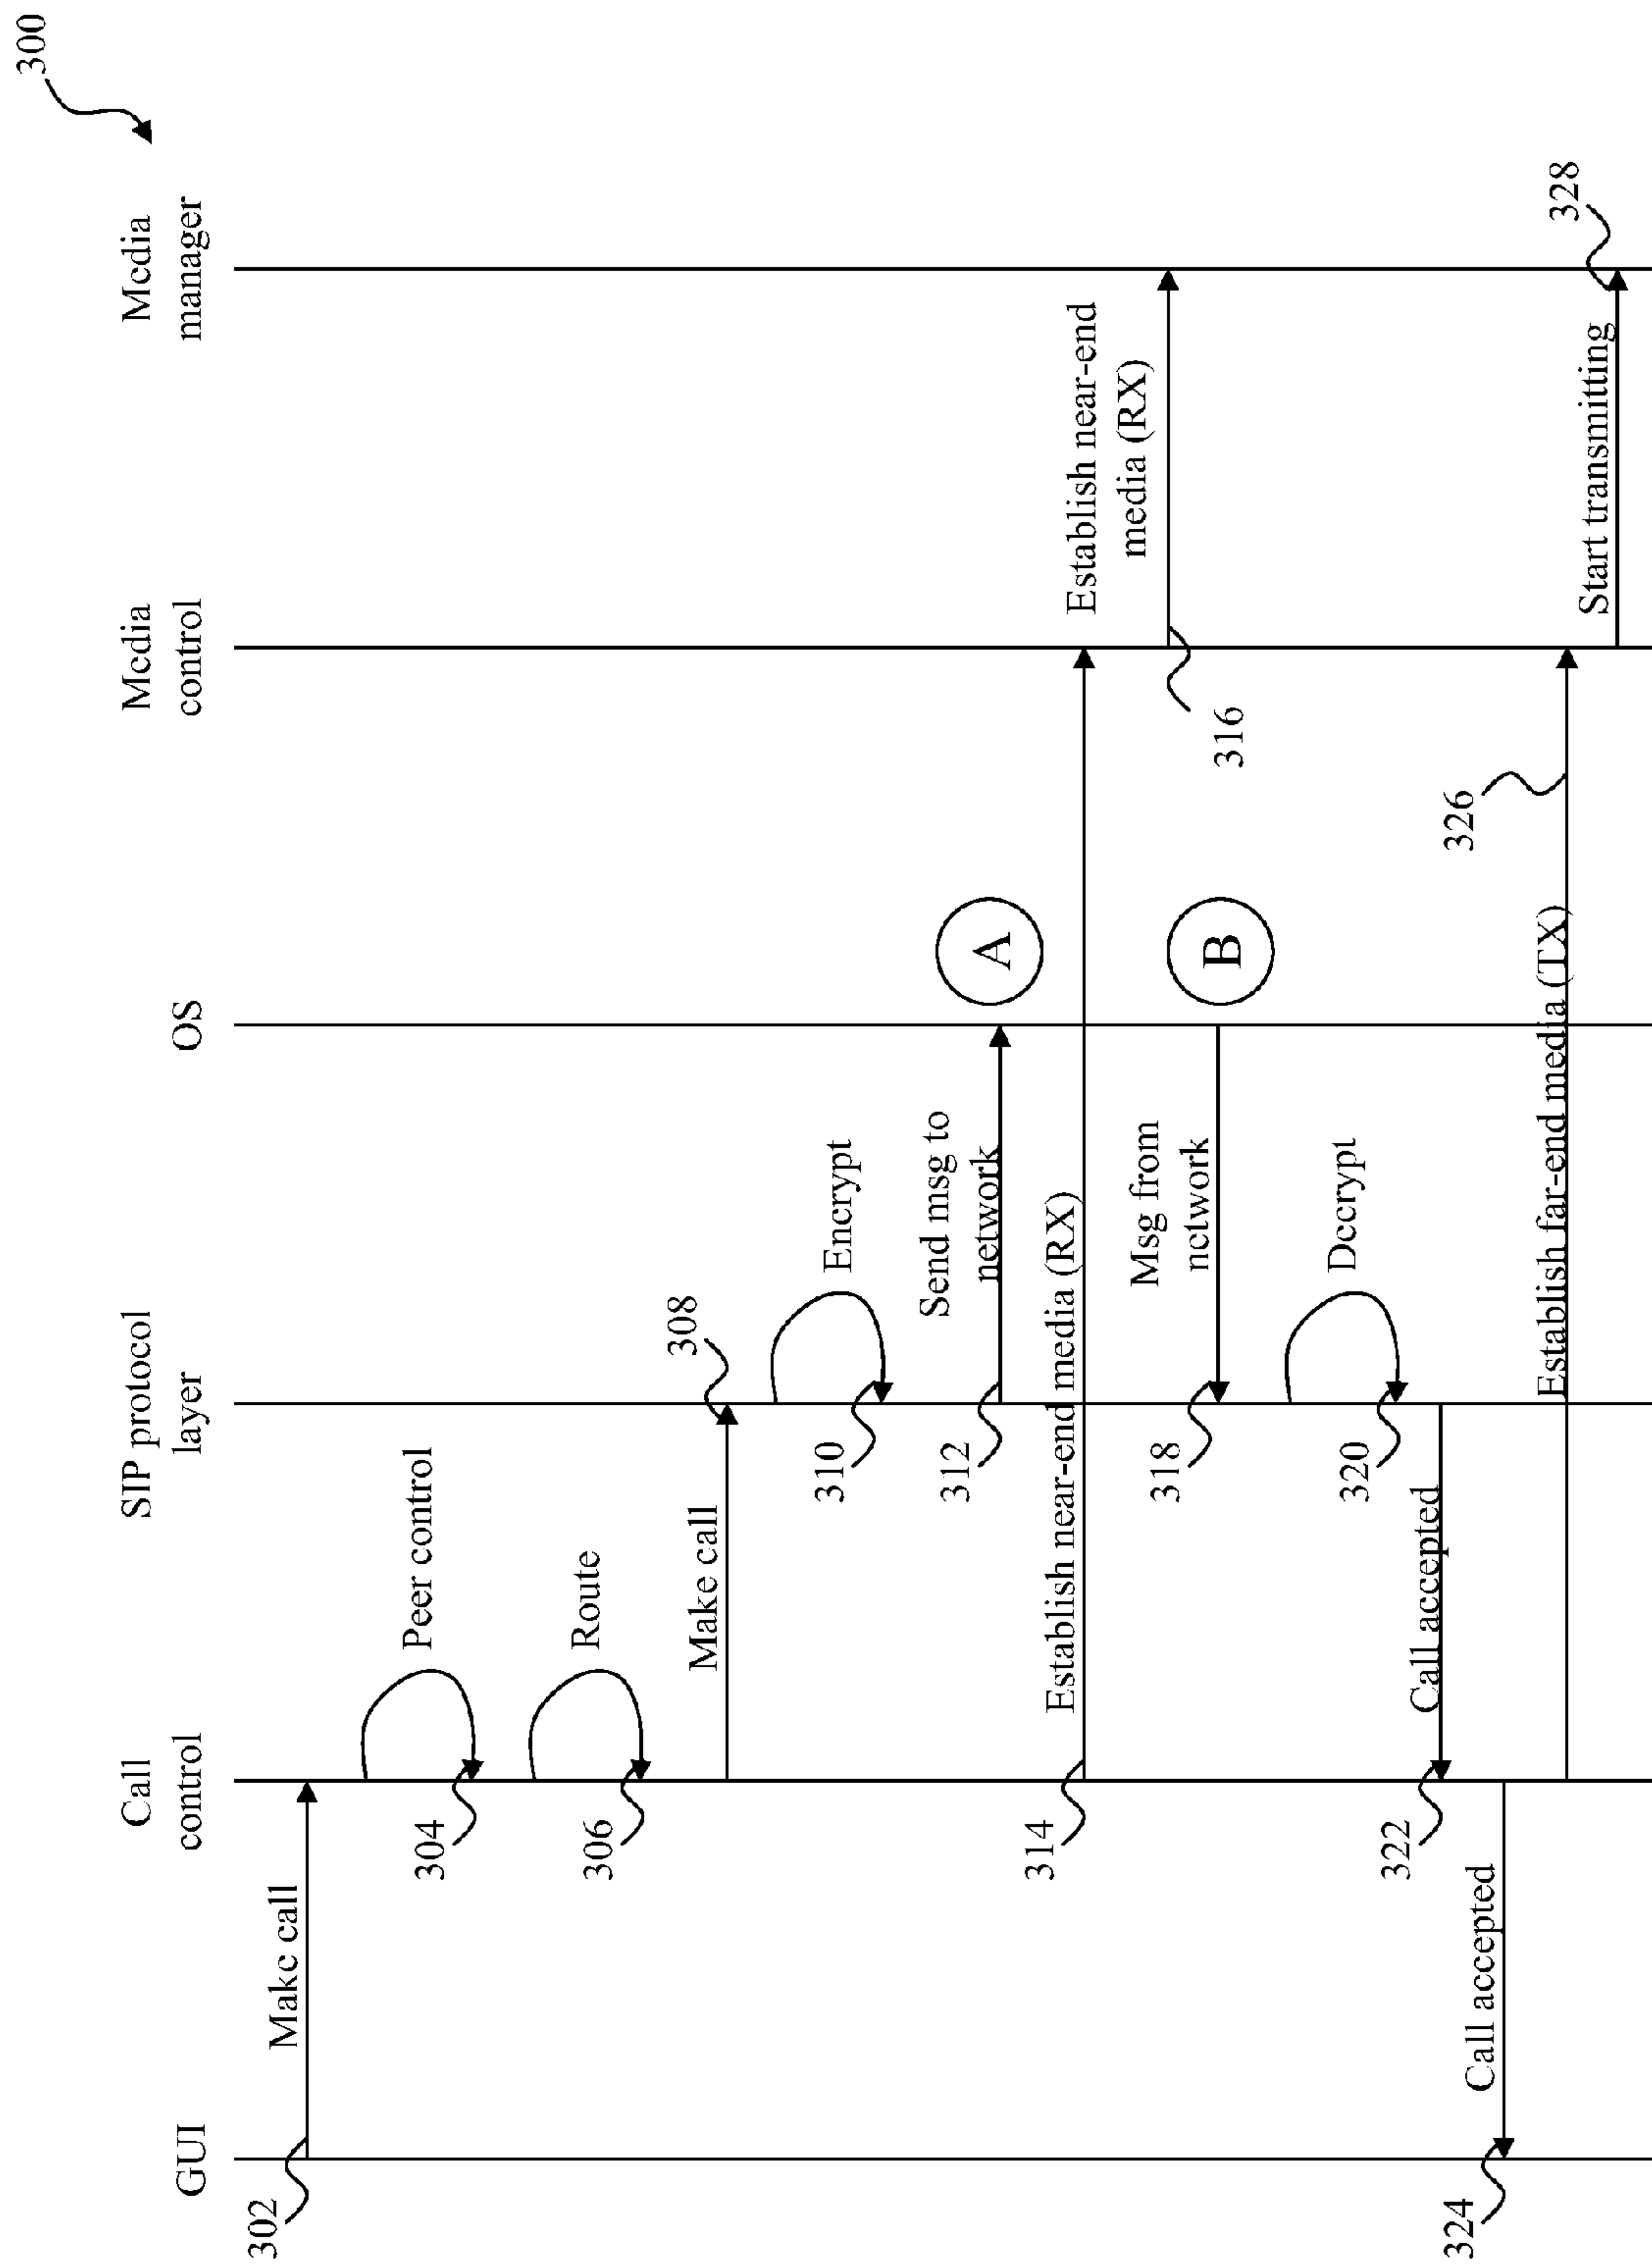 300
GUI
Call
control
SIP protocol
layer
OS
Media
control
Media
manager
302
Make call
Peer control
304
Route
306
Make call
308
Encrypt
310
Send msg to
network
312
A
Establish near-end media (RX)
314
Establish near-end
media (RX)
316
Msg from
network
318
B
Decrypt
320
Call accepted
322
Call accepted
324
Establish far-end media (TX)
326
Start transmitting
328